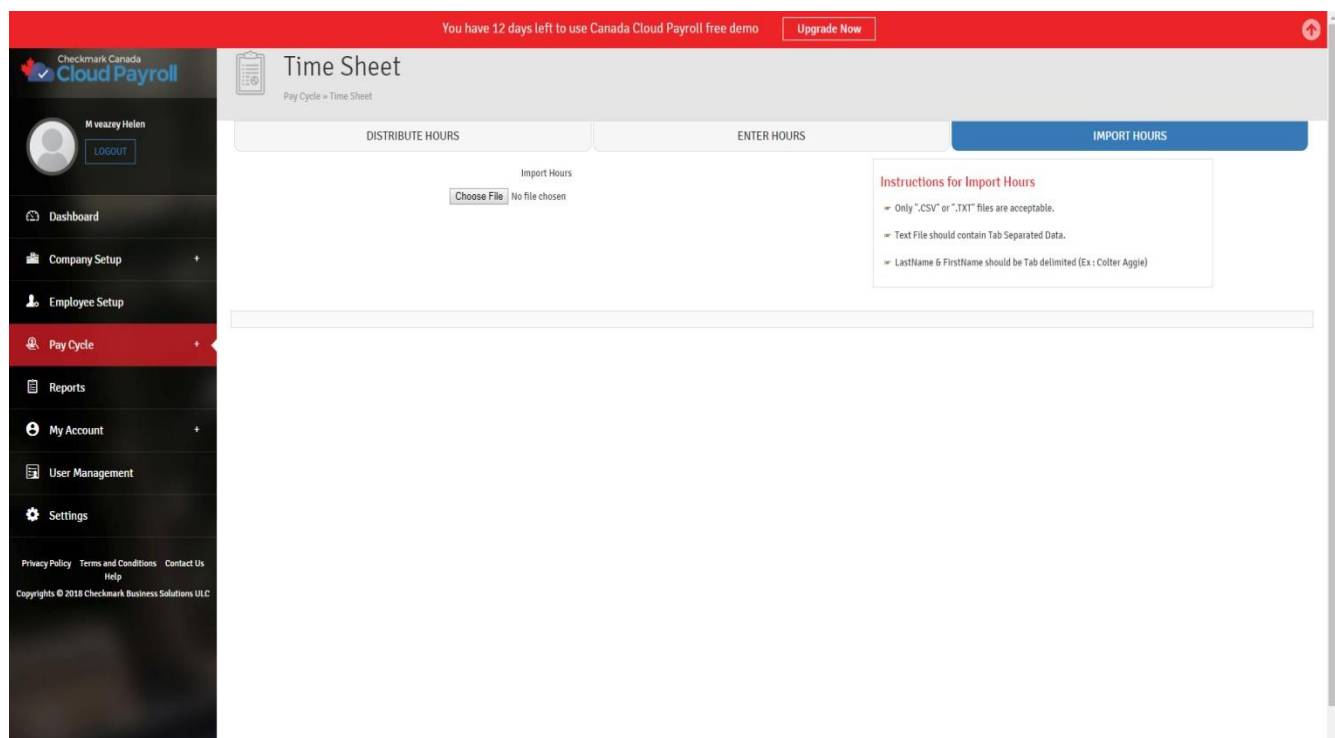 You have 12 days left to use Canada Cloud Payroll free demo Upgrade Now
Checkmark Canada
Cloud Payroll
Time Sheet
Pay Cycle » Time Sheet
M veazey Helen
LOGOUT
DISTRIBUTE HOURS ENTER HOURS IMPORT HOURS
Import Hours
Choose File No file chosen
Instructions for Import Hours
Only ".CSV" or ".TXT" files are acceptable.
Text File should contain Tab Separated Data.
LastName & FirstName should be Tab delimited (Ex : Colter Aggie)
Dashboard
Company Setup +
Employee Setup
Pay Cycle +
Reports
My Account +
User Management
Settings
Privacy Policy Terms and Conditions Contact Us
Help
Copyrights © 2018 Checkmark Business Solutions ULC